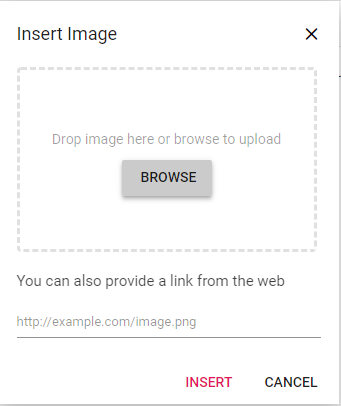 Insert Image
Drop image here or browse to upload
BROWSE
You can also provide a link from the web
http://example.com/image.png
INSERT CANCEL